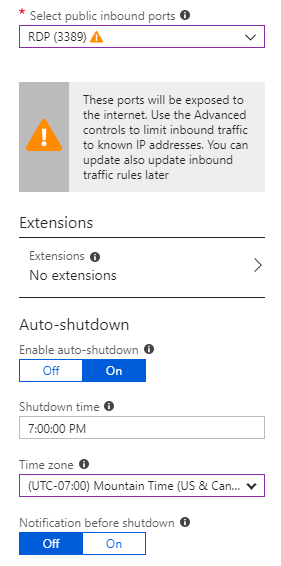 * Select public inbound ports
RDP (3389)
These ports will be exposed to
the internet. Use the Advanced
controls to limit inbound traffic
to known IP addresses. You can
update also update inbound
traffic rules later
Extensions
Extensions
No extensions
Auto-shutdown
Enable auto-shutdown
Off On
Shutdown time
7:00:00 PM
Time zone
(UTC-07:00) Mountain Time (US & Can...
Notification before shutdown
Off On